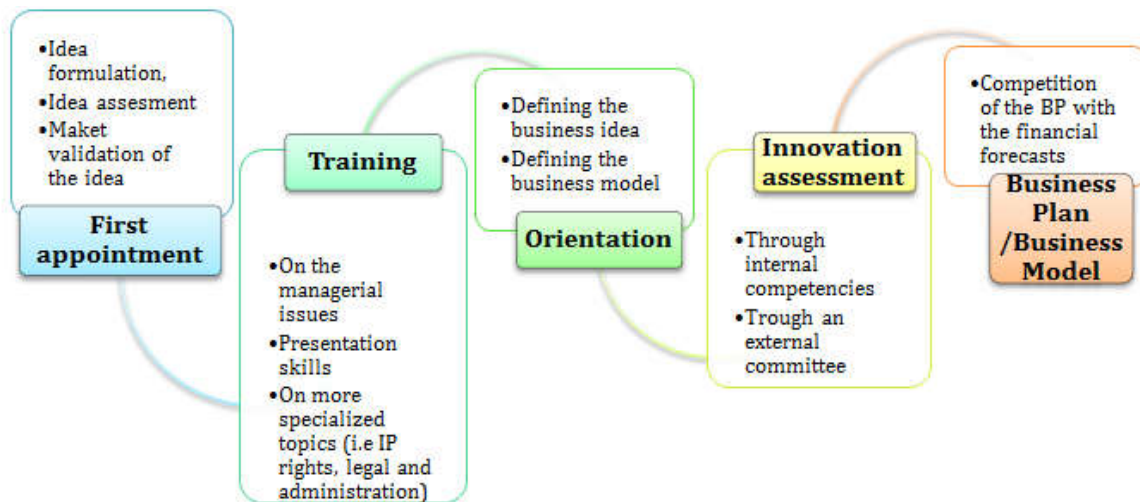 •Idea
formulation,
•Idea assesment
•Maket
validation of
the idea
First
appointment
Training
•On the
managerial
issues
•Presentation
skills
•On more
specialized
topics (i.e IP
rights, legal and
administration)
•Defining the
business idea
•Defining the
business model
Orientation
Innovation
assessment
•Through
internal
competencies
•Trough an
external
committee
•Competition
of the BP with
the financial
forecasts
Business
Plan
/Business
Model